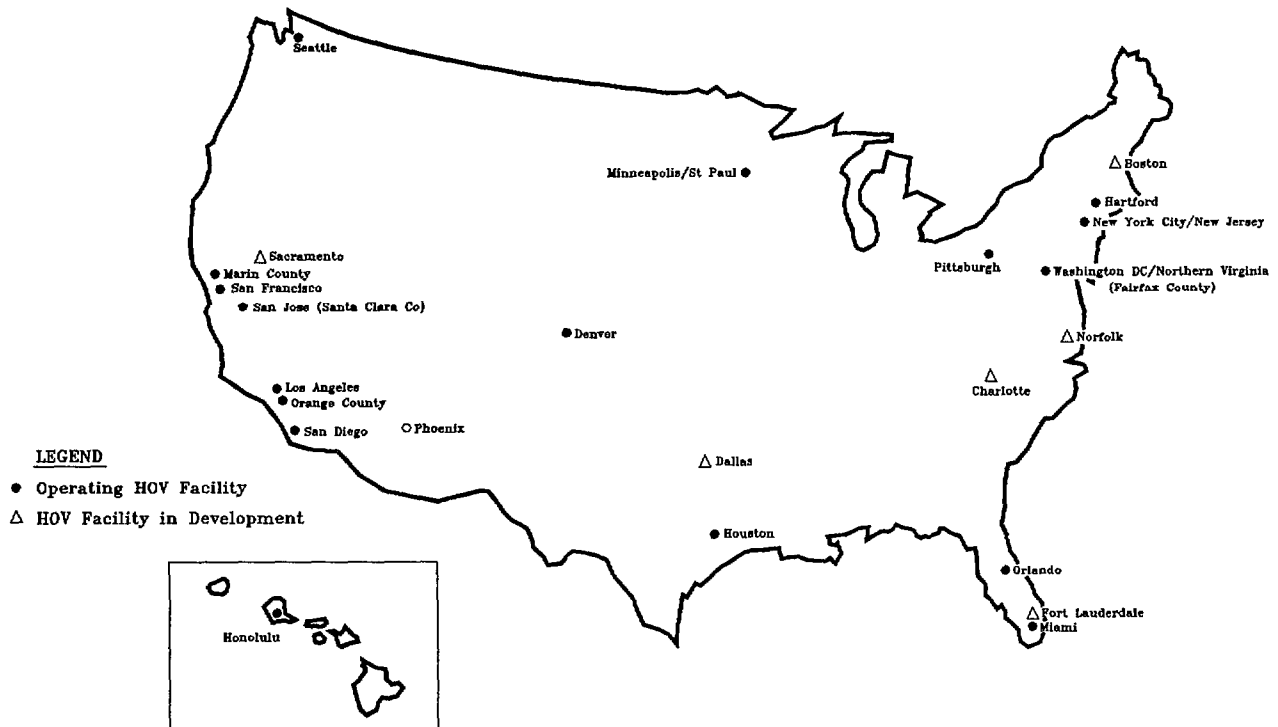 Seattle
Minneapolis/St Paul
Boston
Hartford
New York City/New Jersey
Sacramento
Marin County
San Francisco
San Jose (Santa Clara Co)
Pittsburgh
Washington DC/Northern Virginia
(Fairfax County)
Denver
Norfolk
Charlotte
Los Angeles
Orange County
San Diego
Phoenix
Dallas
LEGEND
Operating HOV Facility
HOV Facility in Development
Houston
Orlando
Fort Lauderdale
Miami
Honolulu